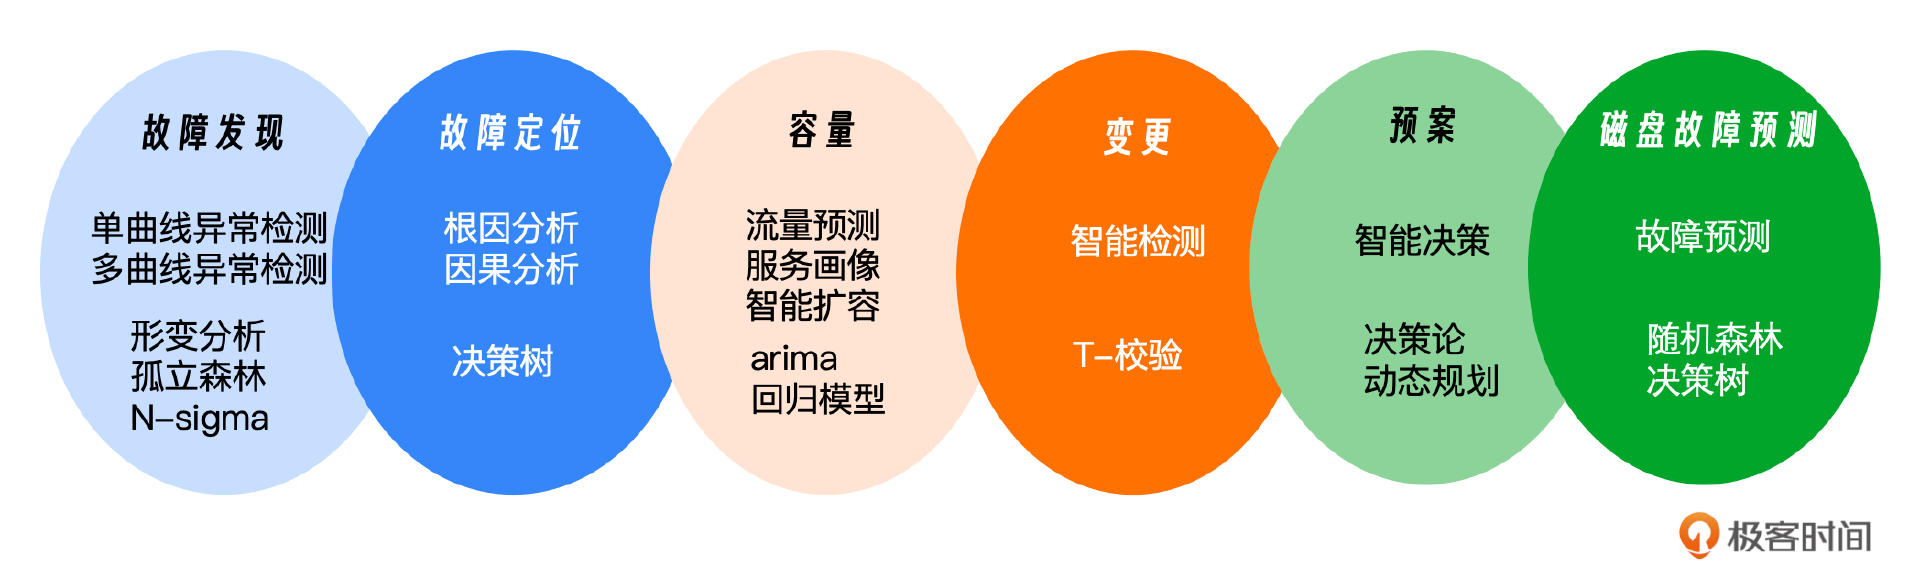 故障发现
单曲线异常检测
多曲线异常检测
形变分析
孤立森林
N-sigma
故障定位
根因分析
因果分析
决策树
容量
流量预测
服务画像
智能扩容
arima
回归模型
变更
智能检测
T-校验
预案
智能决策
决策论
动态规划
磁盘故障预测
故障预测
随机森林
决策树
极客时间